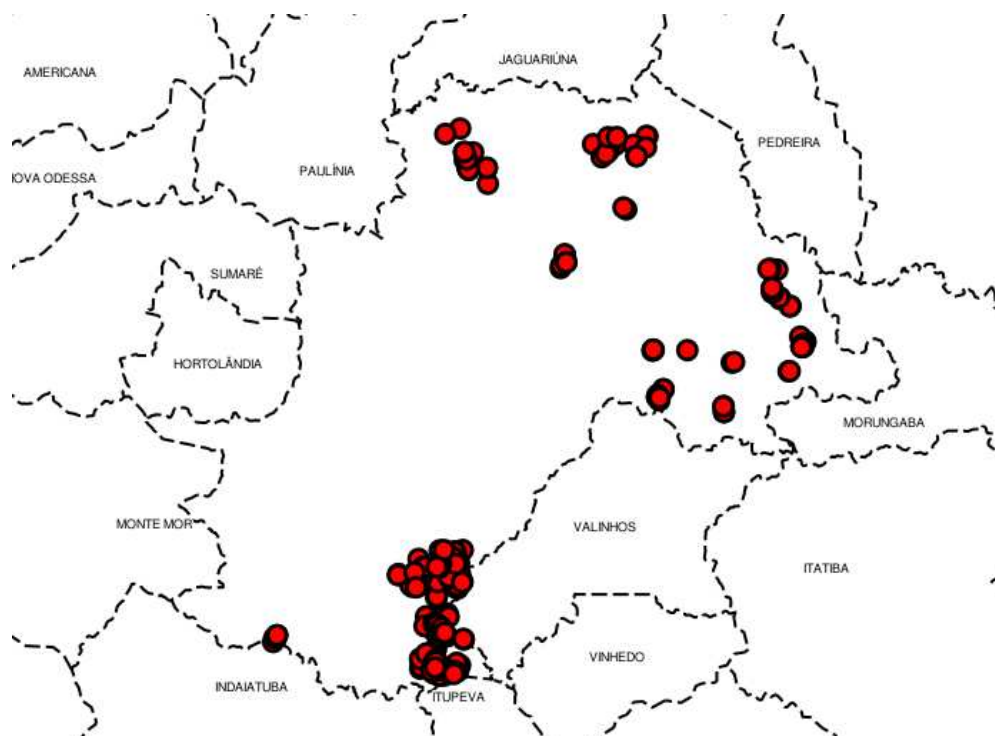 JAGUARIÚNA
AMERICANA
PEDREIRA
PAULÍNIA
OVA ODESSA
SUMARÉ
HORTOLÂNDIA
MORUNGABA
MONTE MOR
VALINHOS
ITATIBA
VINHEDO
INDAIATUBA
ITUPEVA